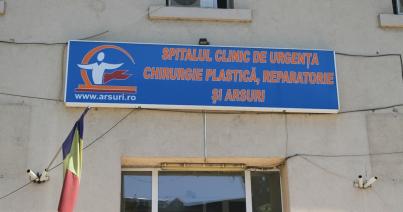 SPITALUL CLINIC DE URGENȚĂ
CHIRURGIE PLASTICĂ, REPARATORIE
ȘI ARSURI
www.arsuri.ro